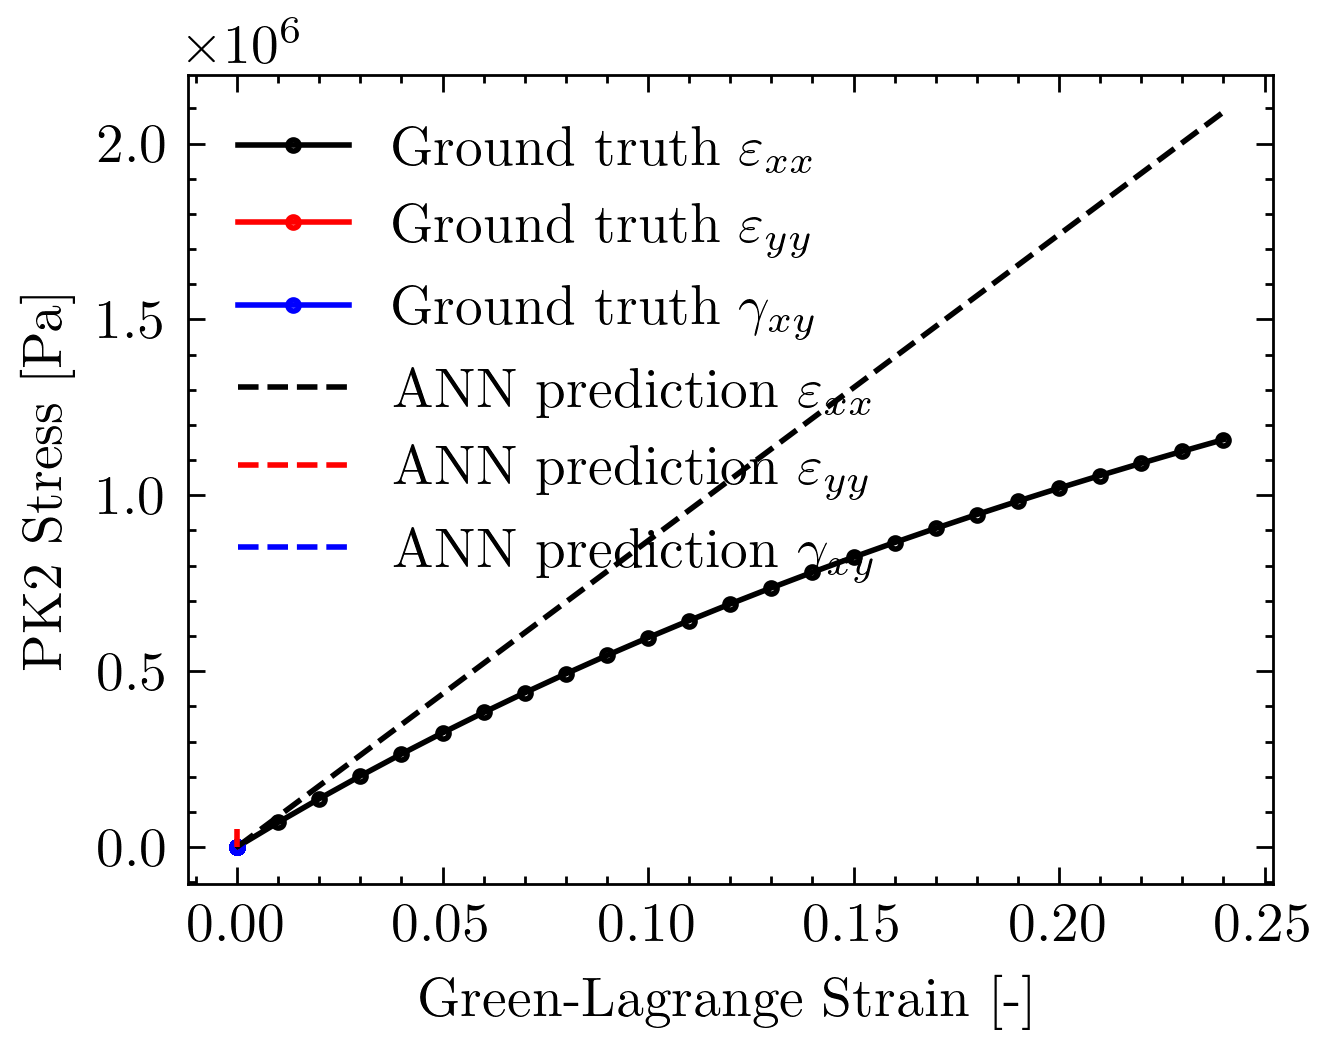 ×10⁶
2.0
1.5
1.0
0.5
0.0
PK2 Stress [Pa]
Ground truth εₓₓ
Ground truth ε_yy
Ground truth γ_xy
ANN prediction εₓₓ
ANN prediction ε_yy
ANN prediction γ_xy
0.00 0.05 0.10 0.15 0.20 0.25
Green-Lagrange Strain [-]